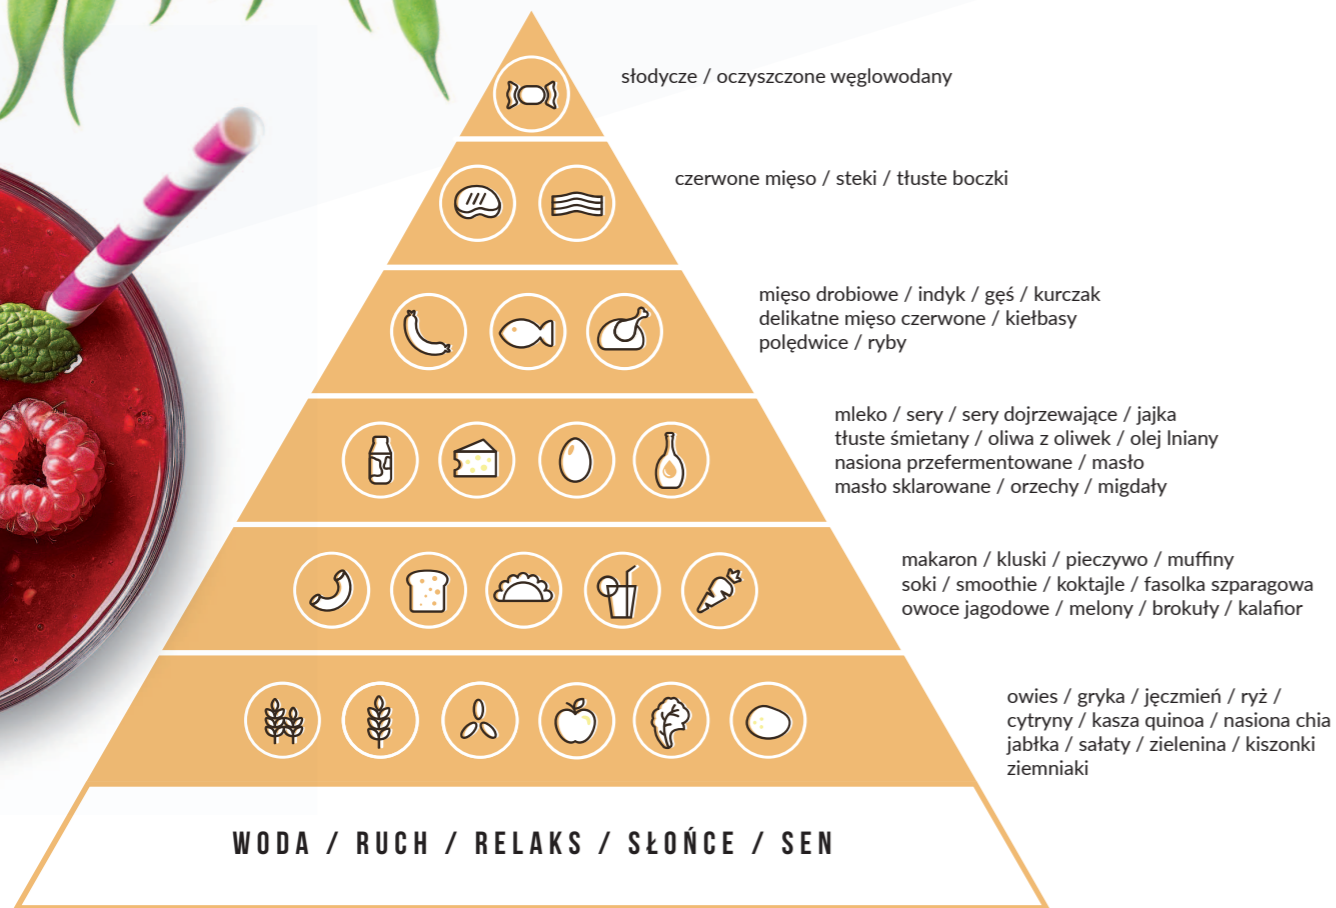 słodycze / oczyszczone węglowodany
czerwone mięso / steki / tłuste boczki
mięso drobiowe / indyk / gęś / kurczak
delikatne mięso czerwone / kiełbasy
polędwice / ryby
mleko / sery / sery dojrzewające / jajka
tłuste śmietany / oliwa z oliwek / olej lniany
nasiona przefermentowane / masło
masło sklarowane / orzechy / migdały
makaron / kluski / pieczywo / muffiny
soki / smoothie / koktajle / fasolka szparagowa
owoce jagodowe / melony / brokuły / kalafior
owies / gryka / jęczmień / ryż /
cytryny / kasza quinoa / nasiona chia
jabłka / sałaty / zielenina / kiszonki
ziemniaki
WODA / RUCH / RELAKS / SŁOŃCE / SEN